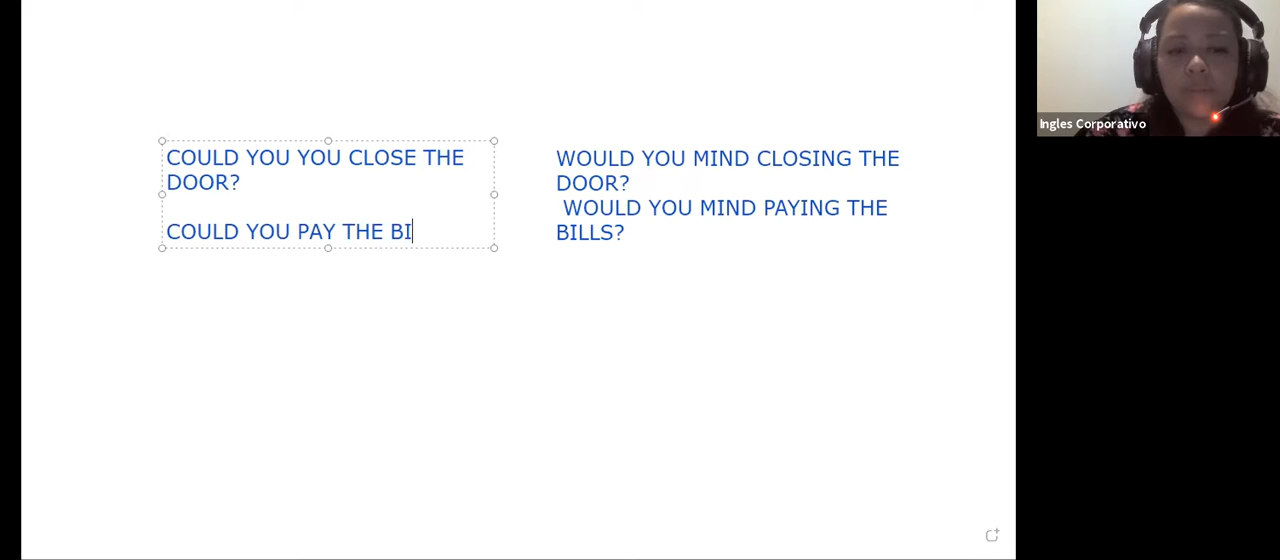 COULD YOU YOU CLOSE THE
DOOR?
COULD YOU PAY THE BI
WOULD YOU MIND CLOSING THE
DOOR?
WOULD YOU MIND PAYING THE
BILLS?
Ingles Corporativo